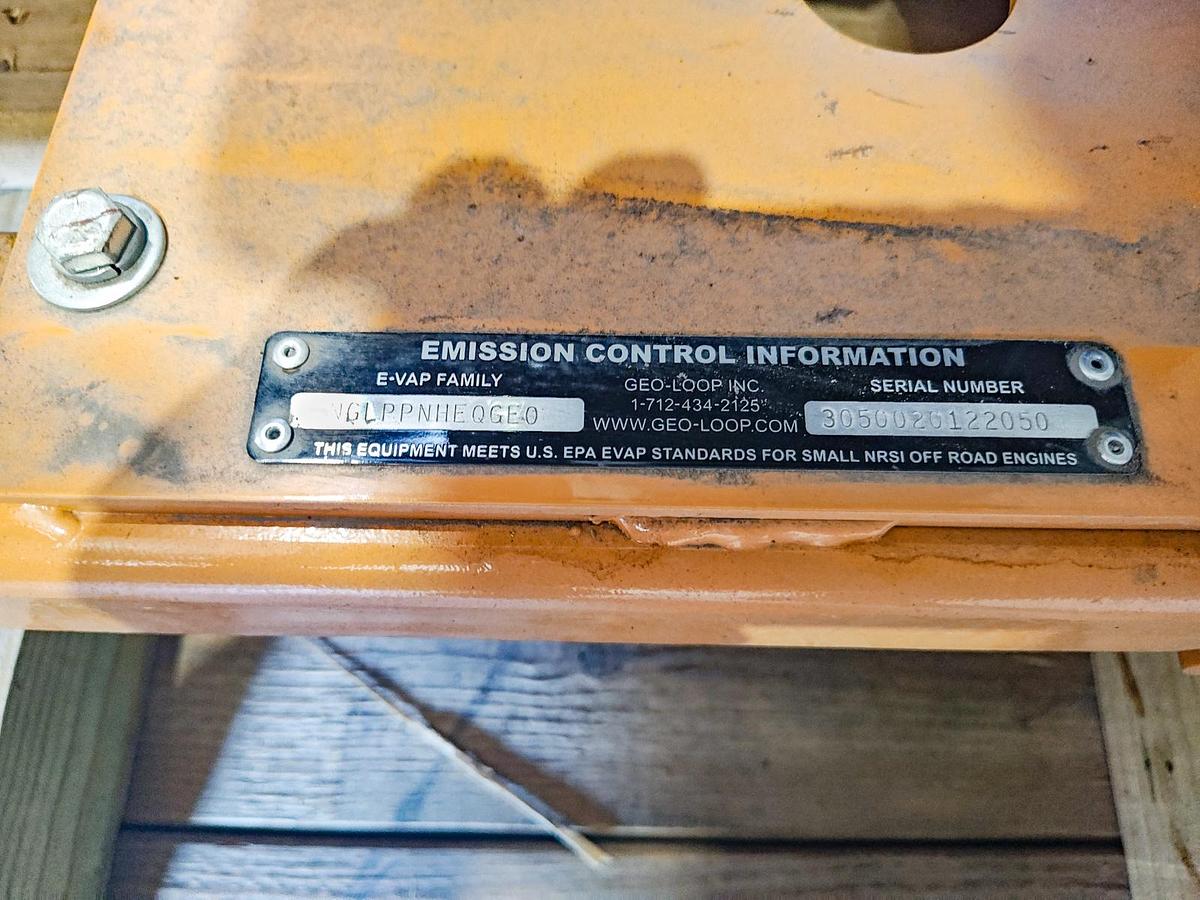 EMISSION CONTROL INFORMATION
E-VAP FAMILY
GEO-LOOP INC.
SERIAL NUMBER
1-712-434-2125
3050020122050
WWW.GEO-LOOP.COM
THIS EQUIPMENT MEETS U.S. EPA EVAP STANDARDS FOR SMALL NRSI OFF ROAD ENGINES